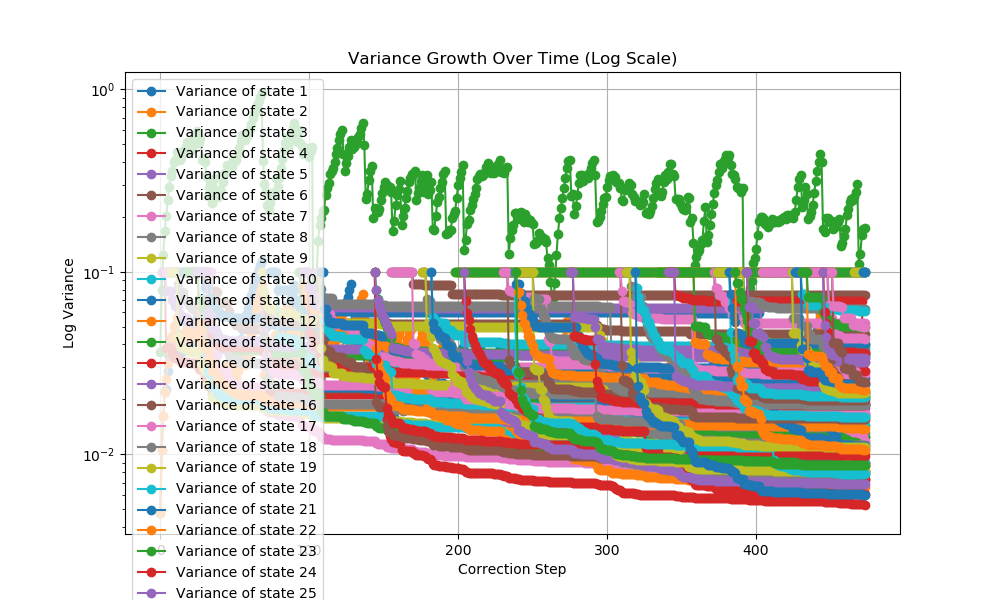 Variance Growth Over Time (Log Scale)
Log Variance
10⁰
10⁻¹
10⁻²
Variance of state 1
Variance of state 2
Variance of state 3
Variance of state 4
Variance of state 5
Variance of state 6
Variance of state 7
Variance of state 8
Variance of state 9
Variance of state 10
Variance of state 11
Variance of state 12
Variance of state 13
Variance of state 14
Variance of state 15
Variance of state 16
Variance of state 17
Variance of state 18
Variance of state 19
Variance of state 20
Variance of state 21
Variance of state 22
Variance of state 23
Variance of state 24
Variance of state 25
200 300 400
Correction Step